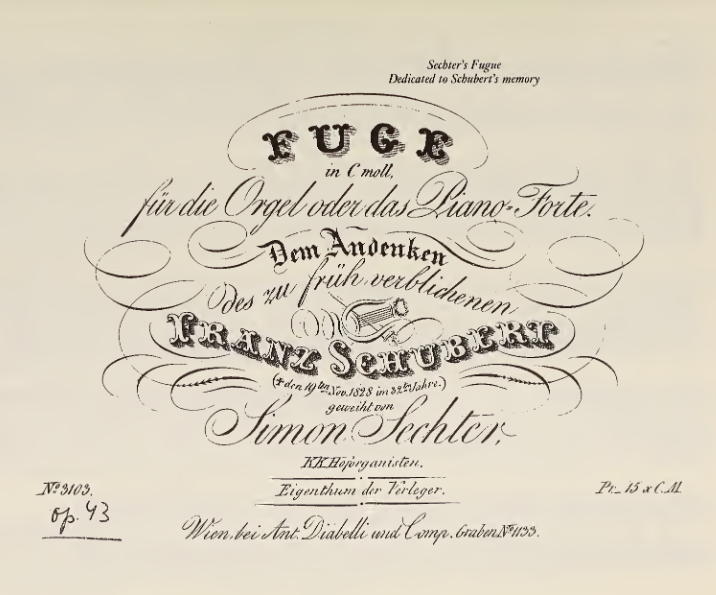 Sechter's Fugue
Dedicated to Schubert's memory
FUGE
in C moll,
für die Orgel oder das Piano-Forte.
Dem Andenken
des zu früh verblichenen
FRANZ SCHUBERT
(† den 19ten Nov. 1828 im 32ten Jahre.)
geweiht von
Simon Sechter,
KK.Hoforganisten.
Eigenthum der Verleger.
No 3103.
Pr. 15 x C.M.
op. 43
Wien, bei Ant. Diabelli und Comp. Graben No 1133.